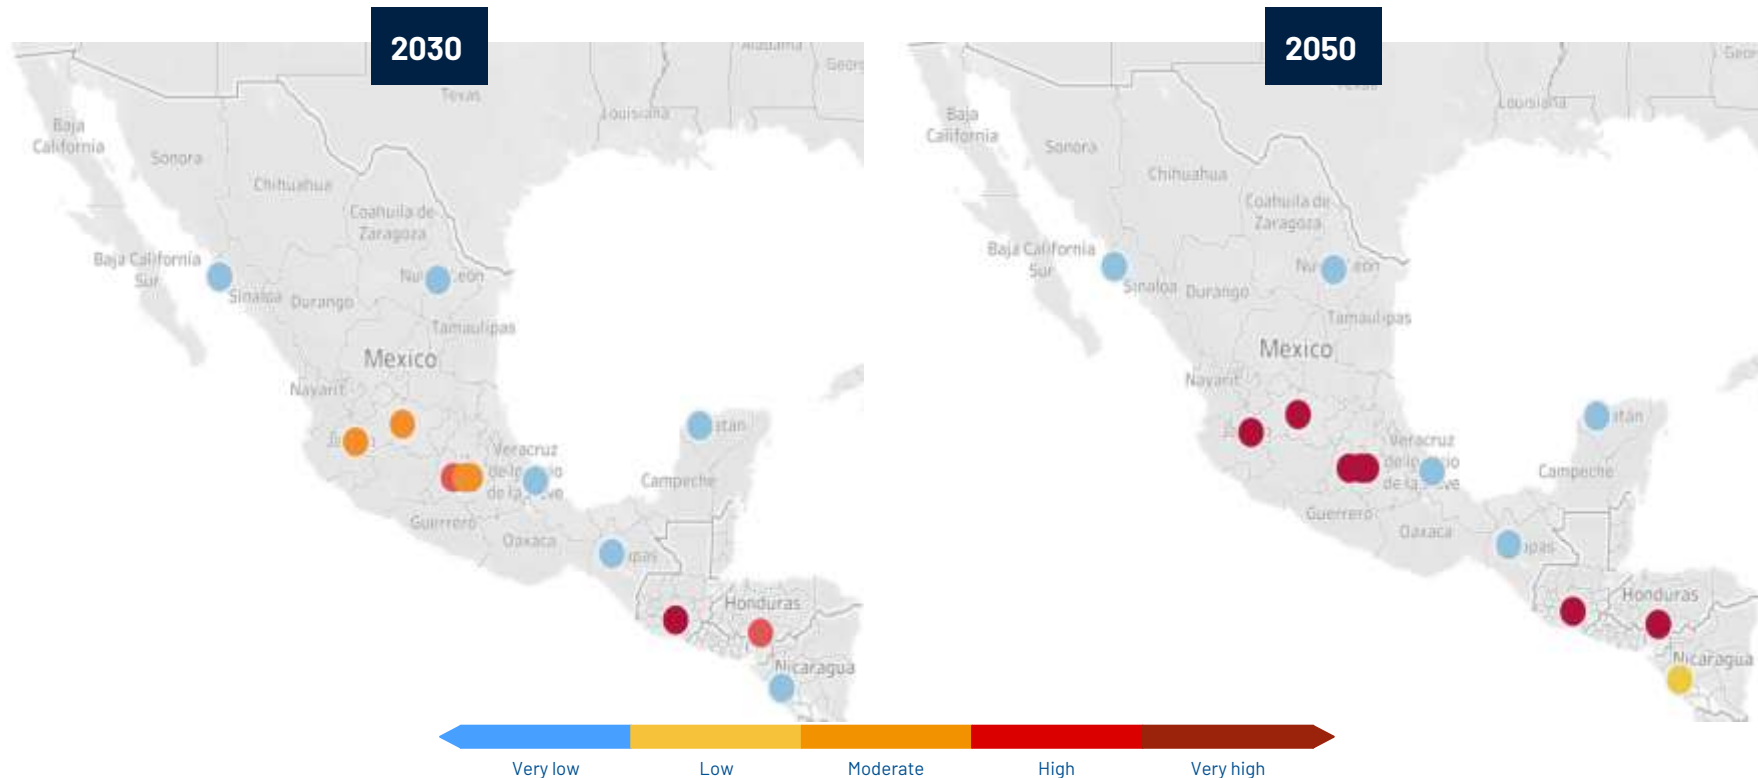 2030
2050
Alabama
Texas
Louisiana
Baja
California
Sonora
Chihuahua
Coahuila de
Zaragoza
Baja California
Sur
Sinaloa
Durango
Tamaulipas
Mexico
Nayarit
Veracruz
Campeche
Guerrero
Oaxaca
Honduras
Nicaragua
Louisiana
Baja
California
Sonora
Chihuahua
Coahuila de
Zaragoza
Baja California
Sur
Sinaloa
Durango
Tamaulipas
Mexico
Nayarit
Veracruz
Campeche
Guerrero
Oaxaca
Honduras
Nicaragua
Very low
Low
Moderate
High
Very high